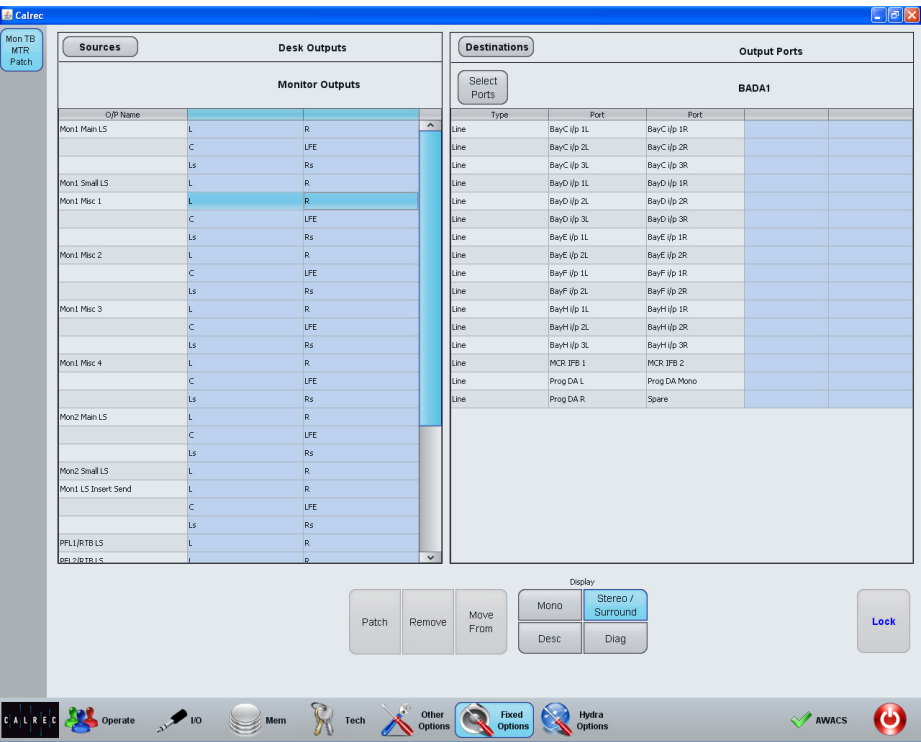 Calrec
Mon TB
MTR
Patch
Sources
Desk Outputs
Monitor Outputs
O/P Name
Mon1 Main LS L R
C LFE
Ls Rs
Mon1 Small LS L R
Mon1 Misc 1 L R
C LFE
Ls Rs
Mon1 Misc 2 L R
C LFE
Ls Rs
Mon1 Misc 3 L R
C LFE
Ls Rs
Mon1 Misc 4 L R
C LFE
Ls Rs
Mon2 Main LS L R
C LFE
Ls Rs
Mon2 Small LS L R
Mon1 LS Insert Send L R
C LFE
Ls Rs
PFL1/RTB LS L R
PFL2/RTB LS L R
Destinations
Output Ports
Select
Ports
BADA1
Type Port Port
Line BayC i/p 1L BayC i/p 1R
Line BayC i/p 2L BayC i/p 2R
Line BayC i/p 3L BayC i/p 3R
Line BayD i/p 1L BayD i/p 1R
Line BayD i/p 2L BayD i/p 2R
Line BayD i/p 3L BayD i/p 3R
Line BayE i/p 1L BayE i/p 1R
Line BayE i/p 2L BayE i/p 2R
Line BayF i/p 1L BayF i/p 1R
Line BayF i/p 2L BayF i/p 2R
Line BayH i/p 1L BayH i/p 1R
Line BayH i/p 2L BayH i/p 2R
Line BayH i/p 3L BayH i/p 3R
Line MCR IFB 1 MCR IFB 2
Line Prog DA L Prog DA Mono
Line Prog DA R Spare
Patch
Remove
Move
From
Display
Mono
Stereo /
Surround
Desc
Diag
Lock
CALREC
Operate
I/O
Mem
Tech
Other
Options
Fixed
Options
Hydra
Options
AWACS